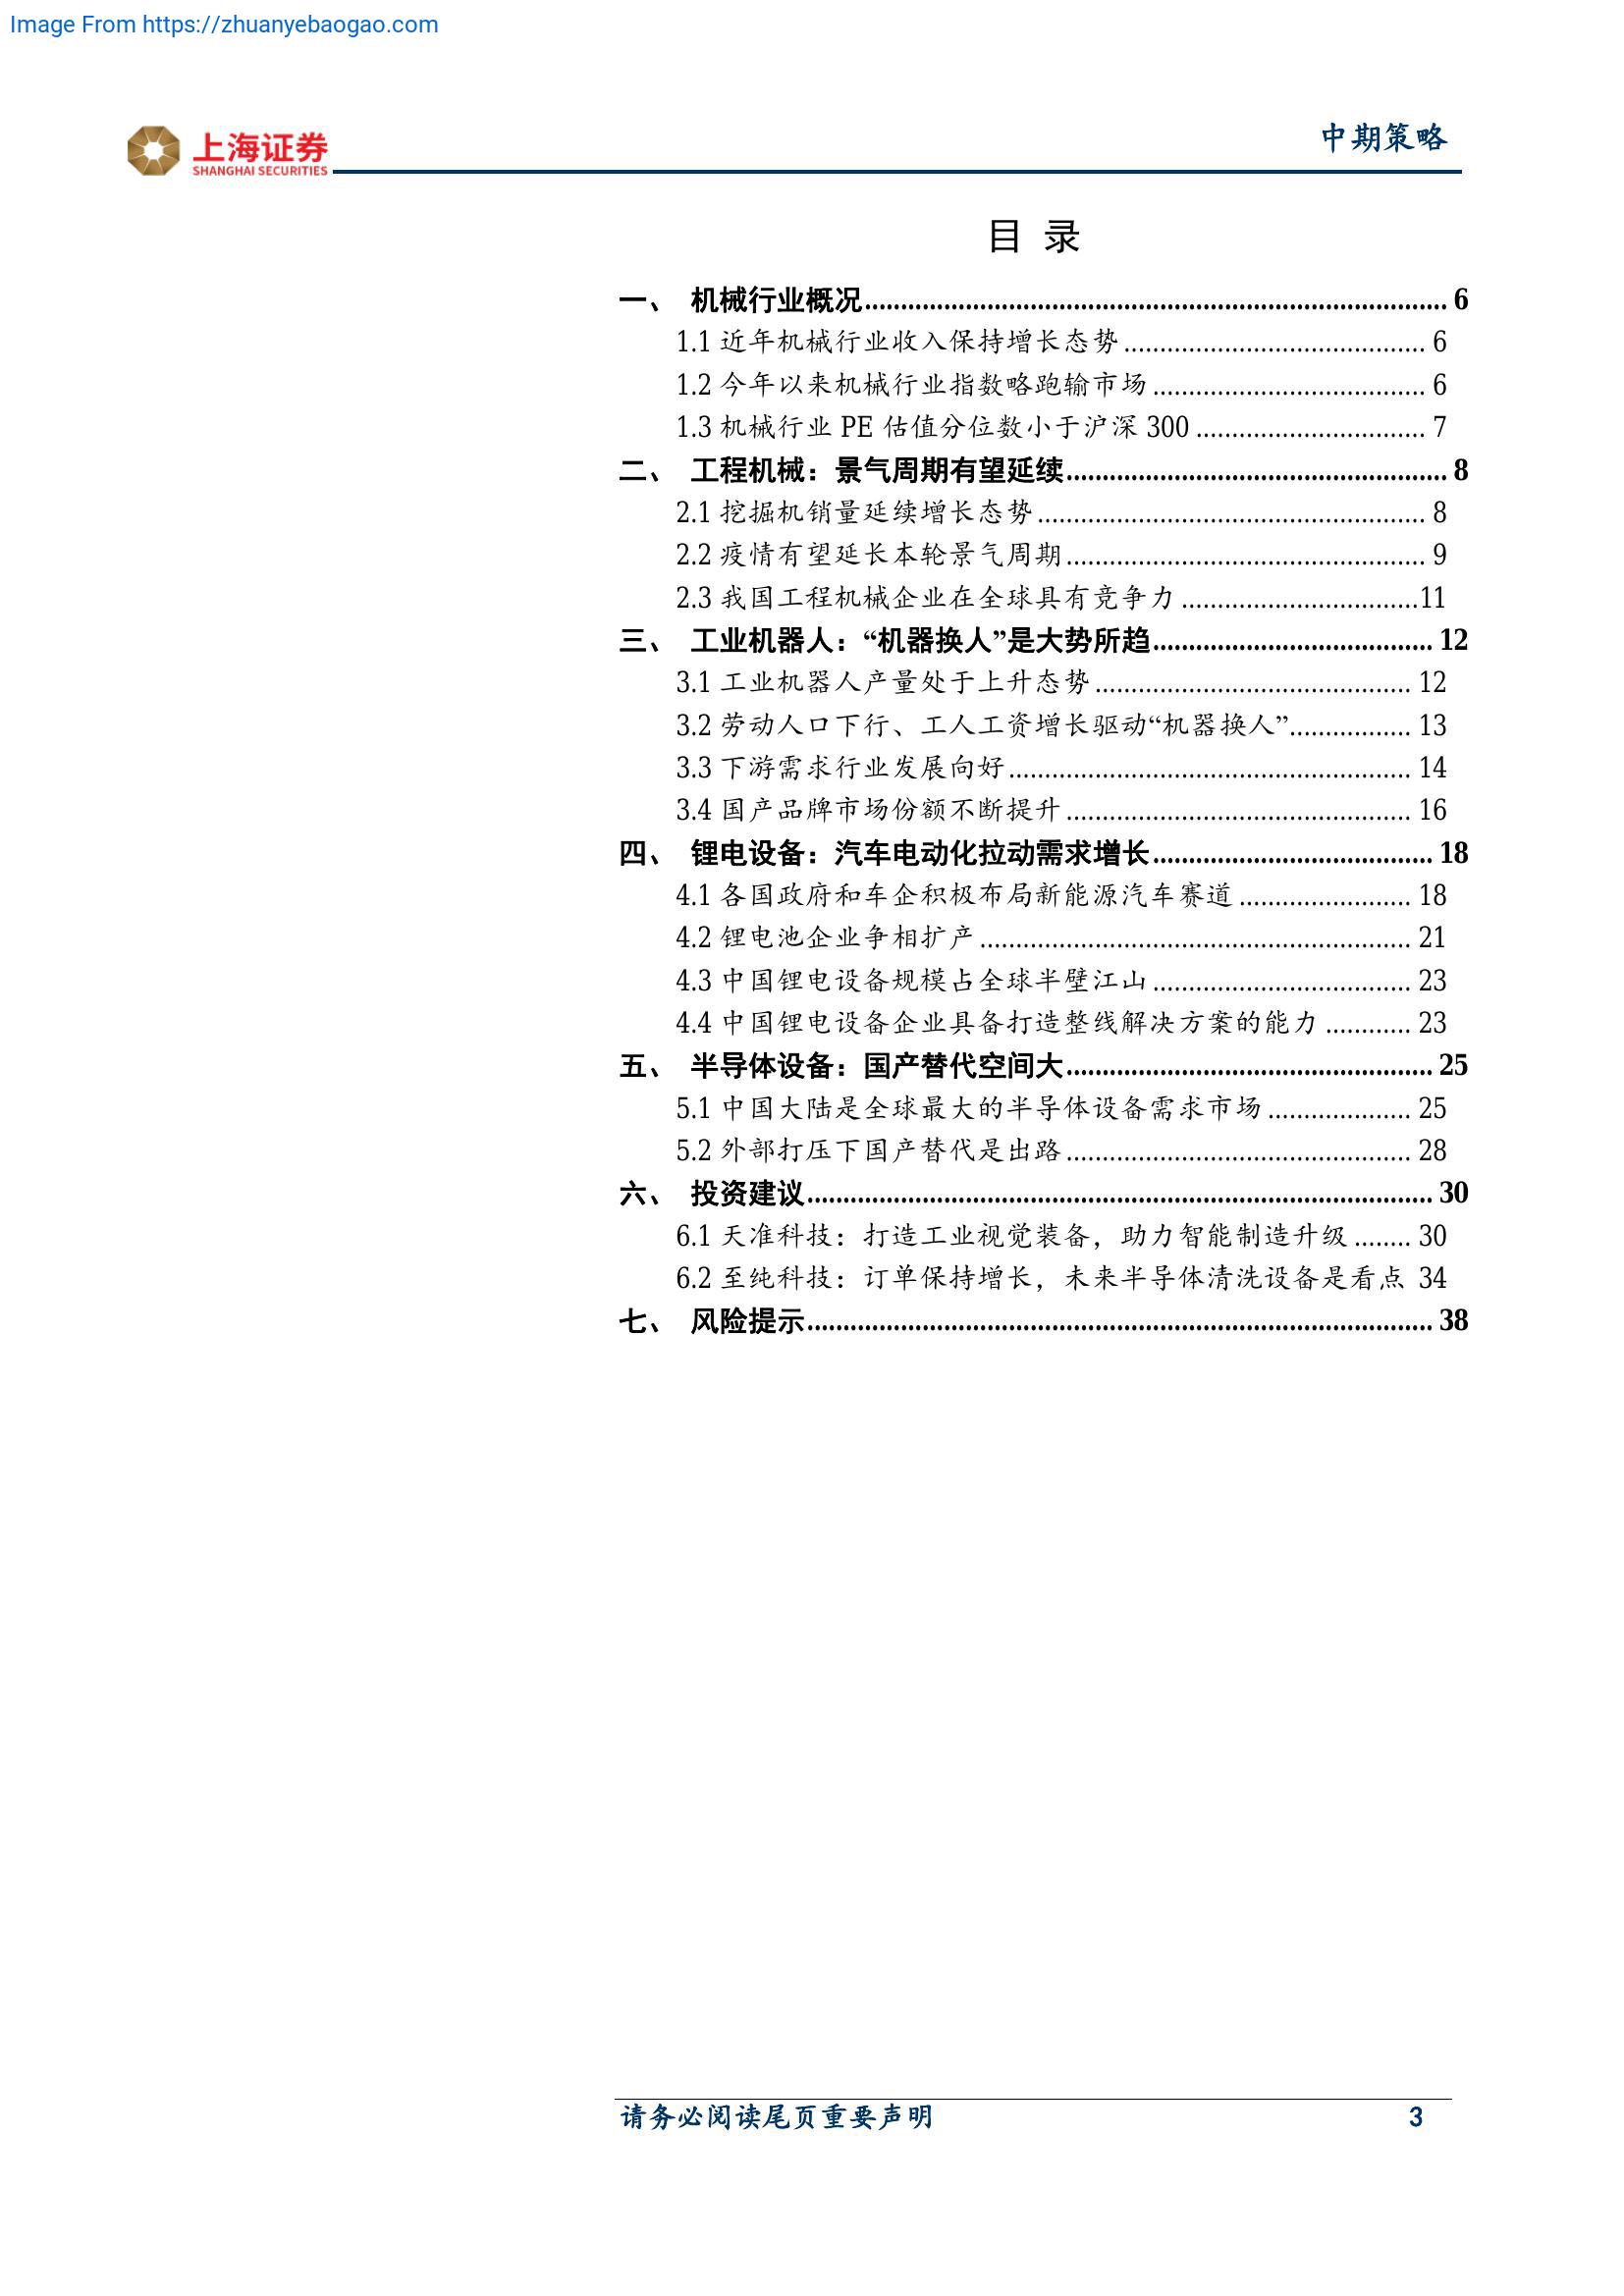 Image From https://zhuanyebaogao.com
上海证券
SHANGHAI SECURITIES
中期策略
目 录
一、 机械行业概况 6
1.1 近年机械行业收入保持增长态势 6
1.2 今年以来机械行业指数略跑输市场 6
1.3 机械行业 PE 估值分位数小于沪深 300 7
二、 工程机械：景气周期有望延续 8
2.1 挖掘机销量延续增长态势 8
2.2 疫情有望延长本轮景气周期 9
2.3 我国工程机械企业在全球具有竞争力 11
三、 工业机器人：“机器换人”是大势所趋 12
3.1 工业机器人产量处于上升态势 12
3.2 劳动人口下行、工人工资增长驱动“机器换人” 13
3.3 下游需求行业发展向好 14
3.4 国产品牌市场份额不断提升 16
四、 锂电设备：汽车电动化拉动需求增长 18
4.1 各国政府和车企积极布局新能源汽车赛道 18
4.2 锂电池企业争相扩产 21
4.3 中国锂电设备规模占全球半壁江山 23
4.4 中国锂电设备企业具备打造整线解决方案的能力 23
五、 半导体设备：国产替代空间大 25
5.1 中国大陆是全球最大的半导体设备需求市场 25
5.2 外部打压下国产替代是出路 28
六、 投资建议 30
6.1 天准科技：打造工业视觉装备，助力智能制造升级 30
6.2 至纯科技：订单保持增长，未来半导体清洗设备是看点 34
七、 风险提示 38
请务必阅读尾页重要声明 3